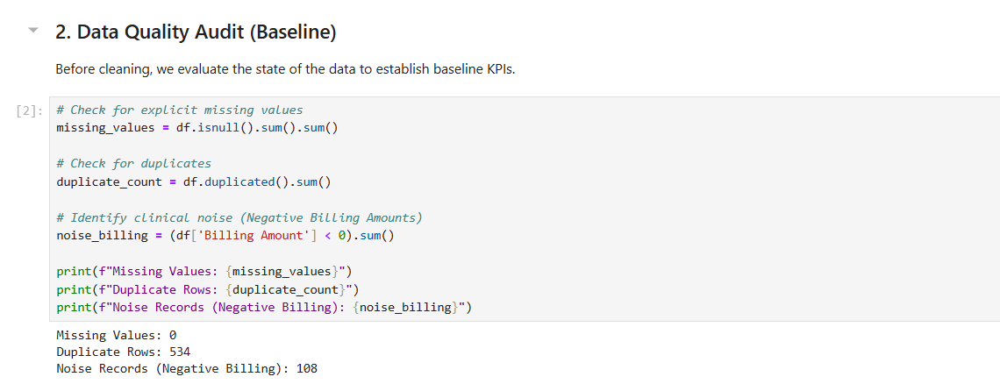 2. Data Quality Audit (Baseline)
Before cleaning, we evaluate the state of the data to establish baseline KPIs.
[2]:
# Check for explicit missing values
missing_values = df.isnull().sum().sum()
# Check for duplicates
duplicate_count = df.duplicated().sum()
# Identify clinical noise (Negative Billing Amounts)
noise_billing = (df['Billing Amount'] < 0).sum()
print(f"Missing Values: {missing_values}")
print(f"Duplicate Rows: {duplicate_count}")
print(f"Noise Records (Negative Billing): {noise_billing}")
Missing Values: 0
Duplicate Rows: 534
Noise Records (Negative Billing): 108